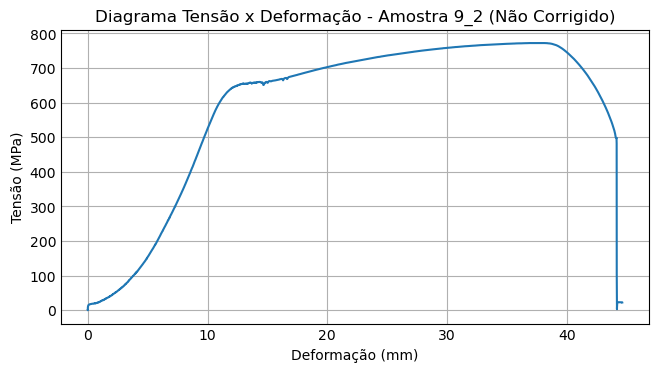 Diagrama Tensão x Deformação - Amostra 9_2 (Não Corrigido)
800
700
600
500
400
300
200
100
0
Tensão (MPa)
0 10 20 30 40
Deformação (mm)